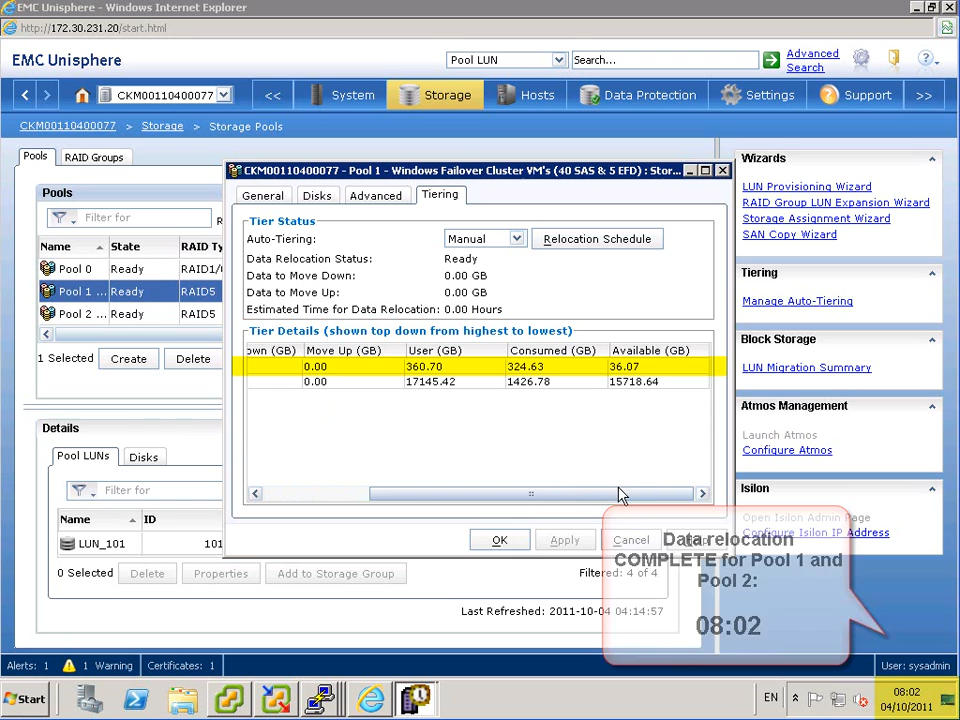 EMC Unisphere - Windows Internet Explorer
http://172.30.231.20/start.html
EMC Unisphere
Pool LUN
Search...
Advanced Search
CKM00110400077
<<
System
Storage
Hosts
Data Protection
Settings
Support
>>
CKM00110400077 > Storage > Storage Pools
Pools
RAID Groups
Pools
Filter for
Name State RAID Ty
Pool 0 Ready RAID1/0
Pool 1 ... Ready RAID5
Pool 2 ... Ready RAID5
1 Selected Create Delete
Details
Pool LUNs
Disks
Filter for
Name ID
LUN_101 101
0 Selected Delete Properties Add to Storage Group Filtered: 4 of 4
Last Refreshed: 2011-10-04 04:14:57
CKM00110400077 - Pool 1 - Windows Failover Cluster VM's (40 SAS & 5 EFD) : Stor...
General Disks Advanced Tiering
Tier Status
Auto-Tiering: Manual Relocation Schedule
Data Relocation Status: Ready
Data to Move Down: 0.00 GB
Data to Move Up: 0.00 GB
Estimated Time for Data Relocation: 0.00 Hours
Tier Details (shown top down from highest to lowest)
own (GB) Move Up (GB) User (GB) Consumed (GB) Available (GB)
0.00 360.70 324.63 36.07
0.00 17145.42 1426.78 15718.64
OK Apply Cancel
Wizards
LUN Provisioning Wizard
RAID Group LUN Expansion Wizard
Storage Assignment Wizard
SAN Copy Wizard
Tiering
Manage Auto-Tiering
Block Storage
LUN Migration Summary
Atmos Management
Launch Atmos
Configure Atmos
Isilon
Open Isilon Admin Page
Configure Isilon IP Address
Data relocation
COMPLETE for Pool 1 and
Pool 2:
08:02
Alerts: 1 1 Warning Certificates: 1 User: sysadmin
Start EN 08:02
04/10/2011